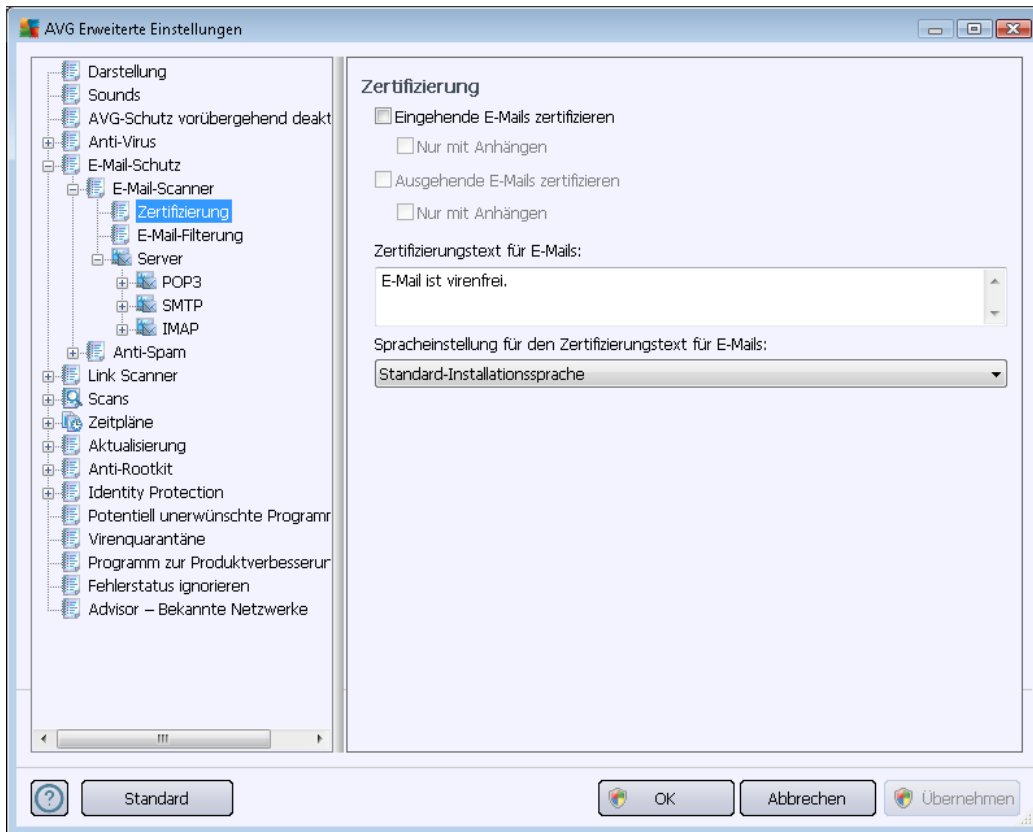 AVG Erweiterte Einstellungen
Darstellung
Sounds
AVG-Schutz vorübergehend deakt
Anti-Virus
E-Mail-Schutz
E-Mail-Scanner
Zertifizierung
E-Mail-Filterung
Server
POP3
SMTP
IMAP
Anti-Spam
Link Scanner
Scans
Zeitpläne
Aktualisierung
Anti-Rootkit
Identity Protection
Potentiell unerwünschte Programr
Virenquarantäne
Programm zur Produktverbesserur
Fehlerstatus ignorieren
Advisor – Bekannte Netzwerke
Zertifizierung
Eingehende E-Mails zertifizieren
Nur mit Anhängen
Ausgehende E-Mails zertifizieren
Nur mit Anhängen
Zertifizierungstext für E-Mails:
E-Mail ist virenfrei.
Spracheinstellung für den Zertifizierungstext für E-Mails:
Standard-Installationssprache
Standard
OK
Abbrechen
Übernehmen